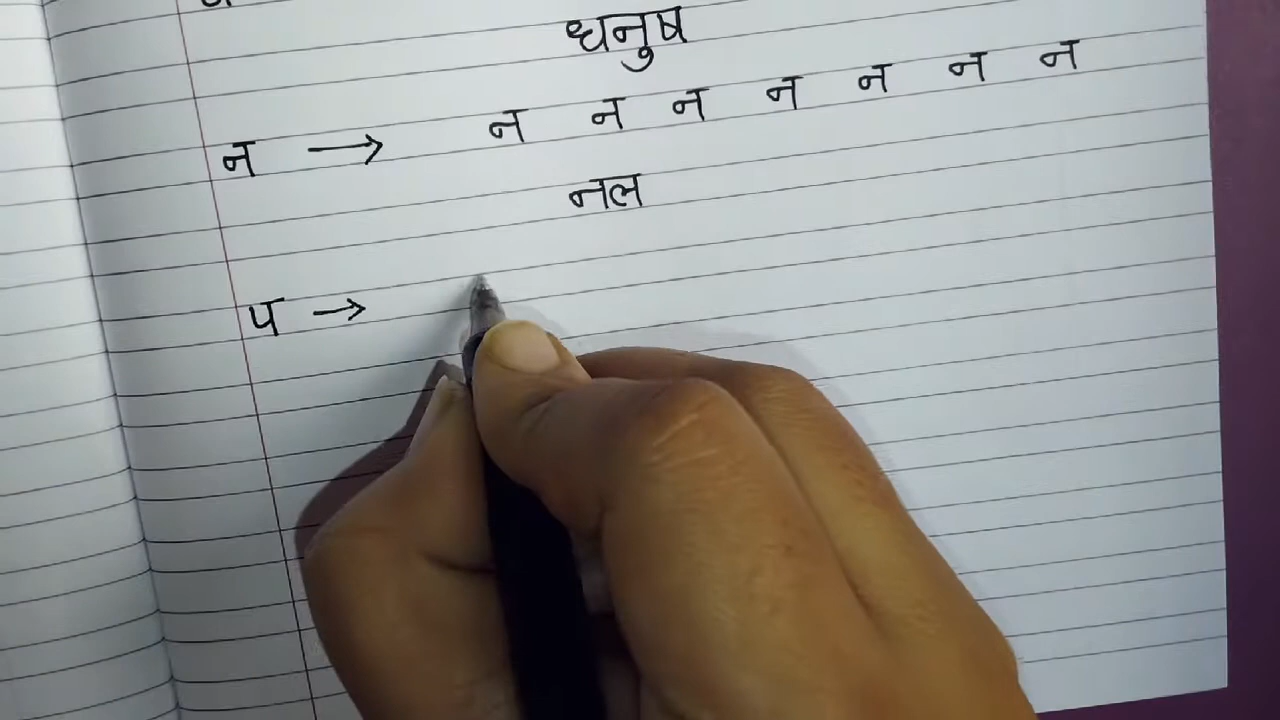 धनुष
न → न न न न न न न
नल
प →